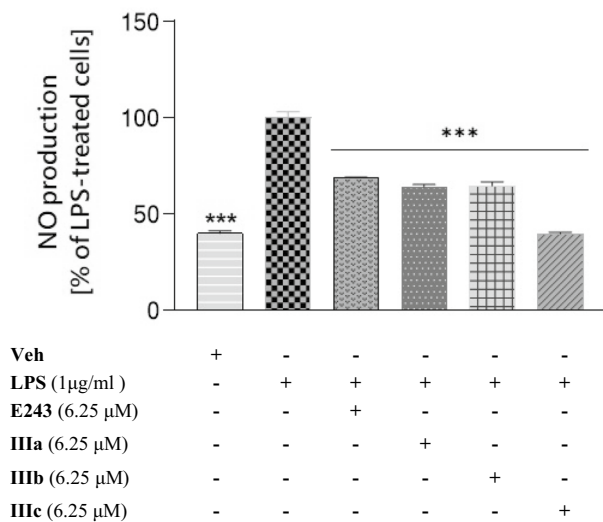 NO production
[% of LPS-treated cells]
150
100
50
0
***
***
Veh + - - - - -
LPS (1μg/ml ) - + + + + +
E243 (6.25 μM) - - + - - -
IIIa (6.25 μM) - - - + - -
IIIb (6.25 μM) - - - - + -
IIIc (6.25 μM) - - - - - +